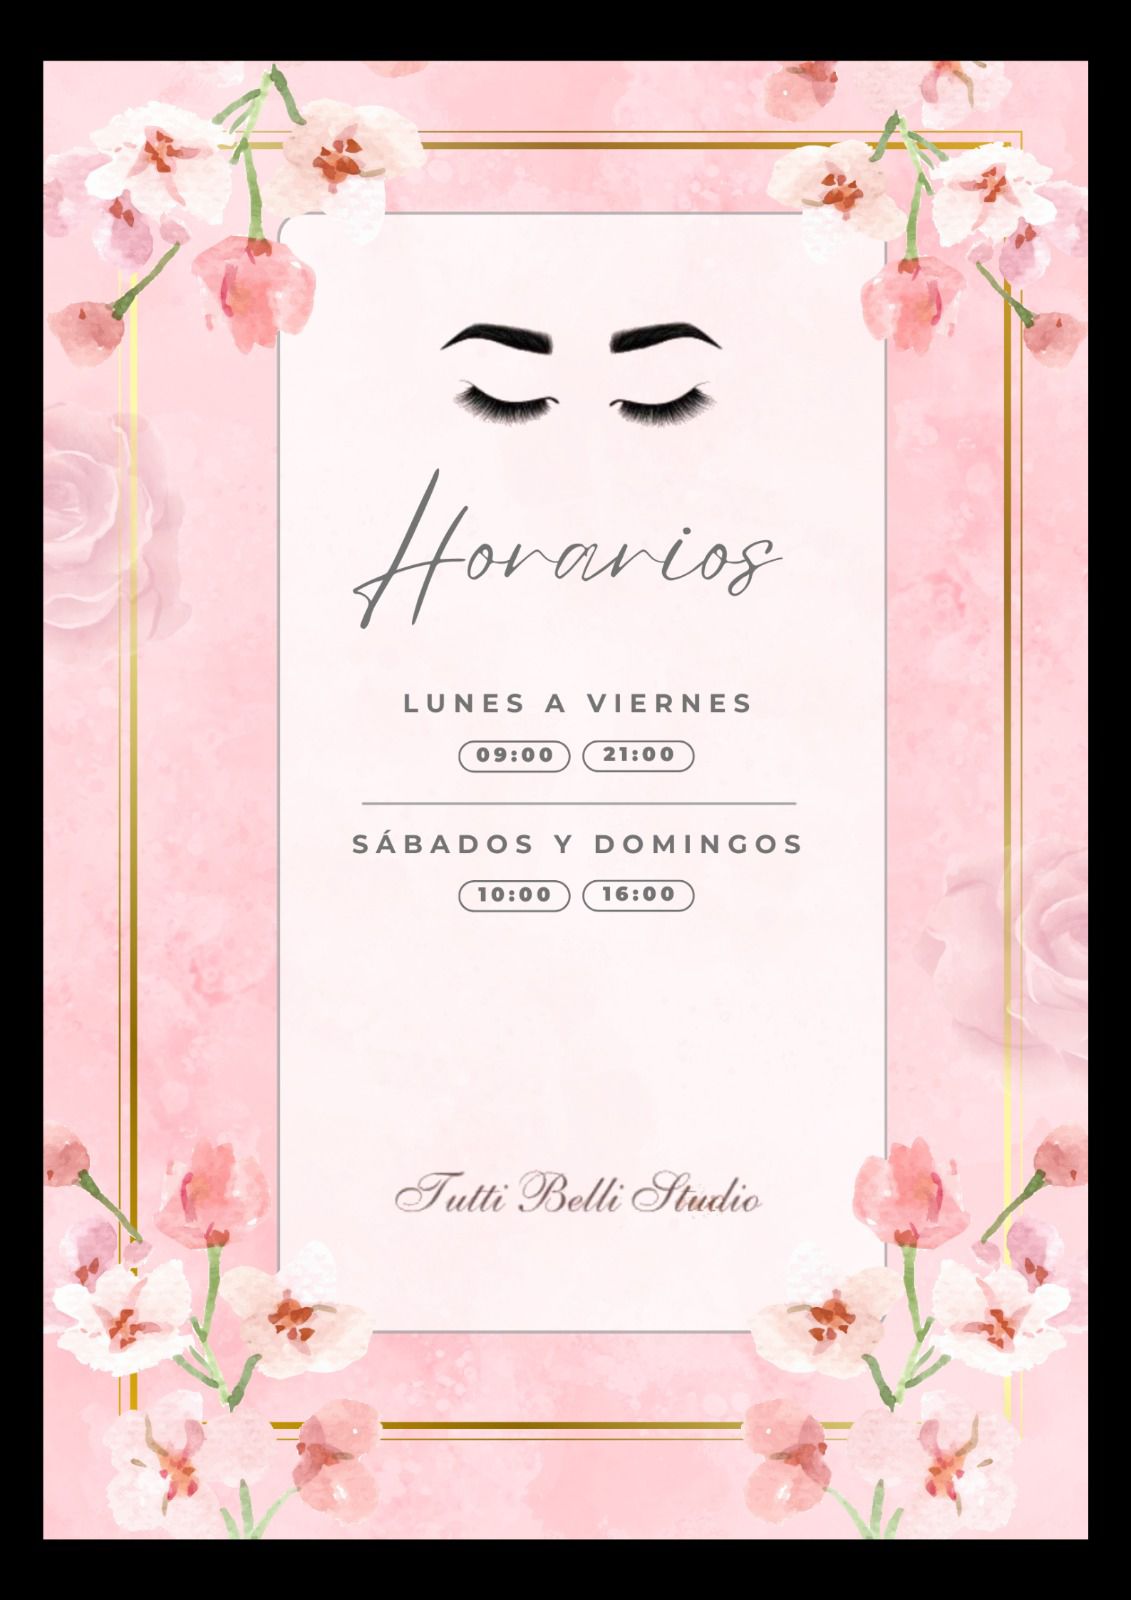 Horarios
LUNES A VIERNES
09:00 21:00
SÁBADOS Y DOMINGOS
10:00 16:00
Tutti Belli Studio